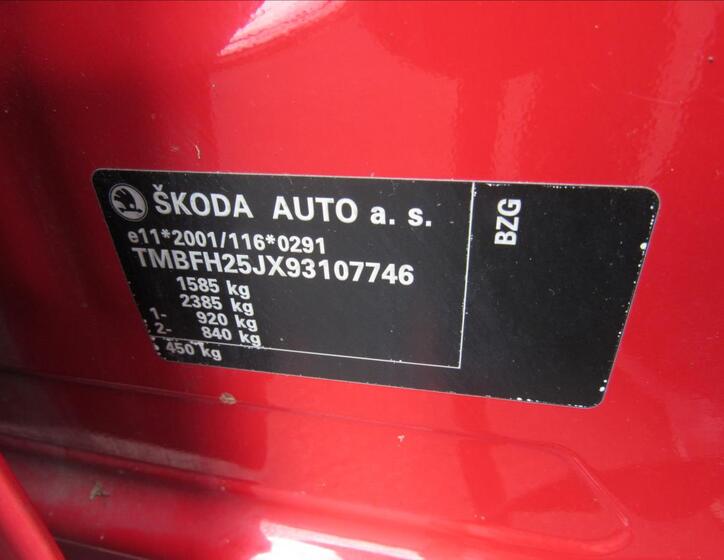 ŠKODA AUTO a. s.
e11*2001/116*0291
TMBFH25JX93107746
1585 kg
2385 kg
1- 920 kg
2- 840 kg
450 kg
BZG